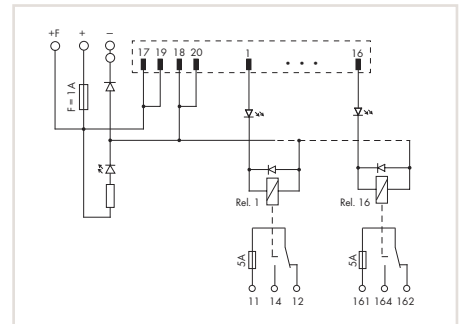 +F + −
17 19 18 20 1 • • • 16
F = 1A
Rel. 1 Rel. 16
5A 5A
11 14 12 161 164 162